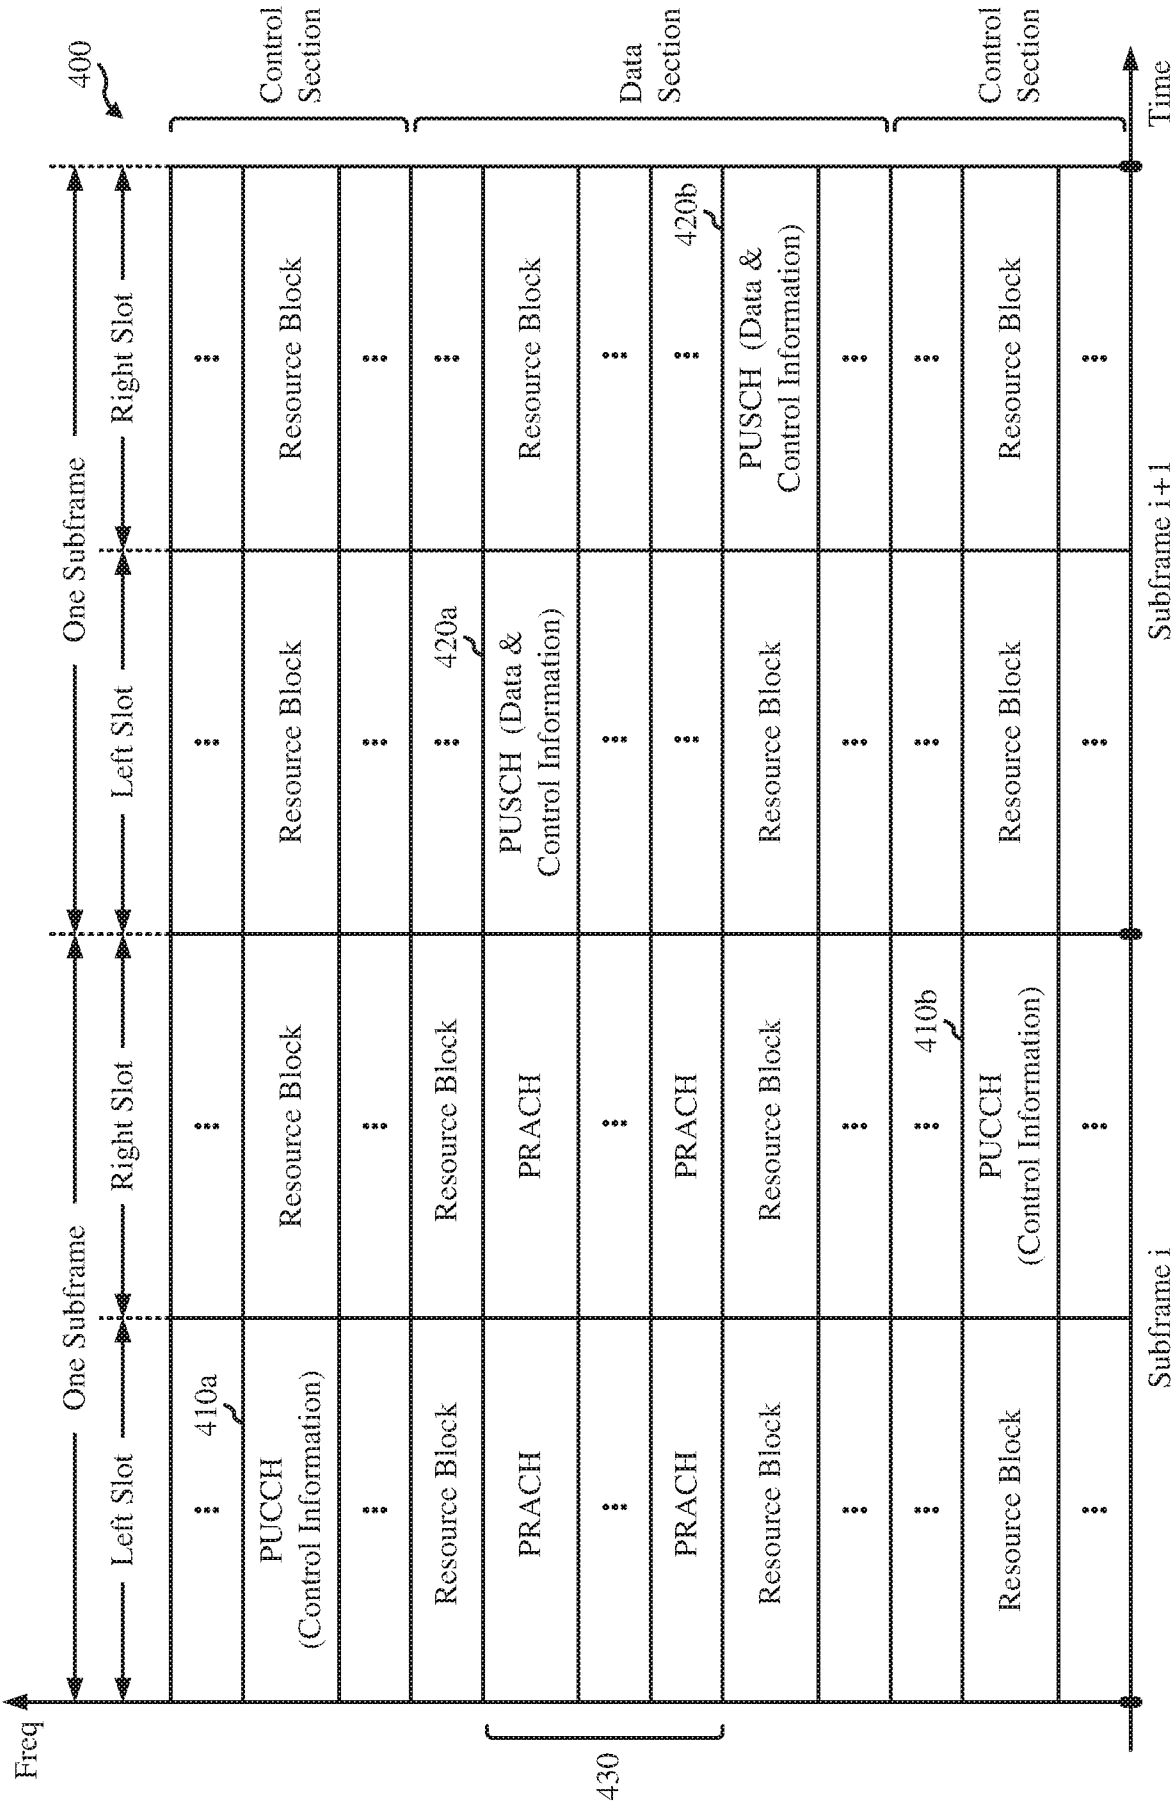 400
One Subframe
One Subframe
Left Slot
Right Slot
Left Slot
Right Slot
Freq
410a
PUCCH
(Control Information)
Resource Block
Resource Block
Resource Block
Control
Section
Resource Block
Resource Block
420a
430
PRACH
PRACH
PUSCH (Data &
Control Information)
Resource Block
Data
Section
PRACH
PRACH
420b
Resource Block
Resource Block
Resource Block
PUSCH (Data &
Control Information)
410b
Resource Block
PUCCH
(Control Information)
Resource Block
Resource Block
Control
Section
Subframe i
Subframe i+1
Time